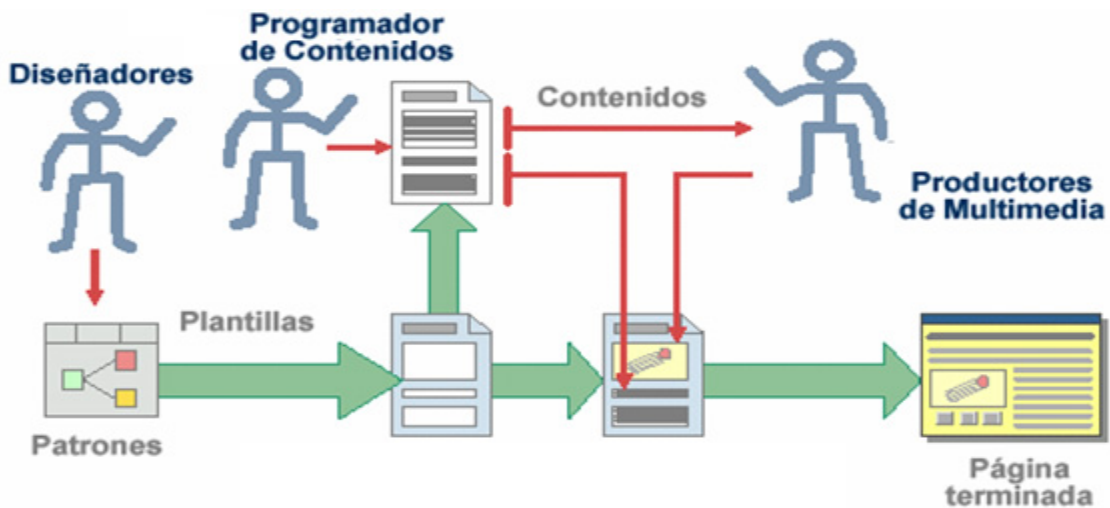 Programador
de Contenidos
Diseñadores
Contenidos
Productores
de Multimedia
Plantillas
Patrones
Página
terminada